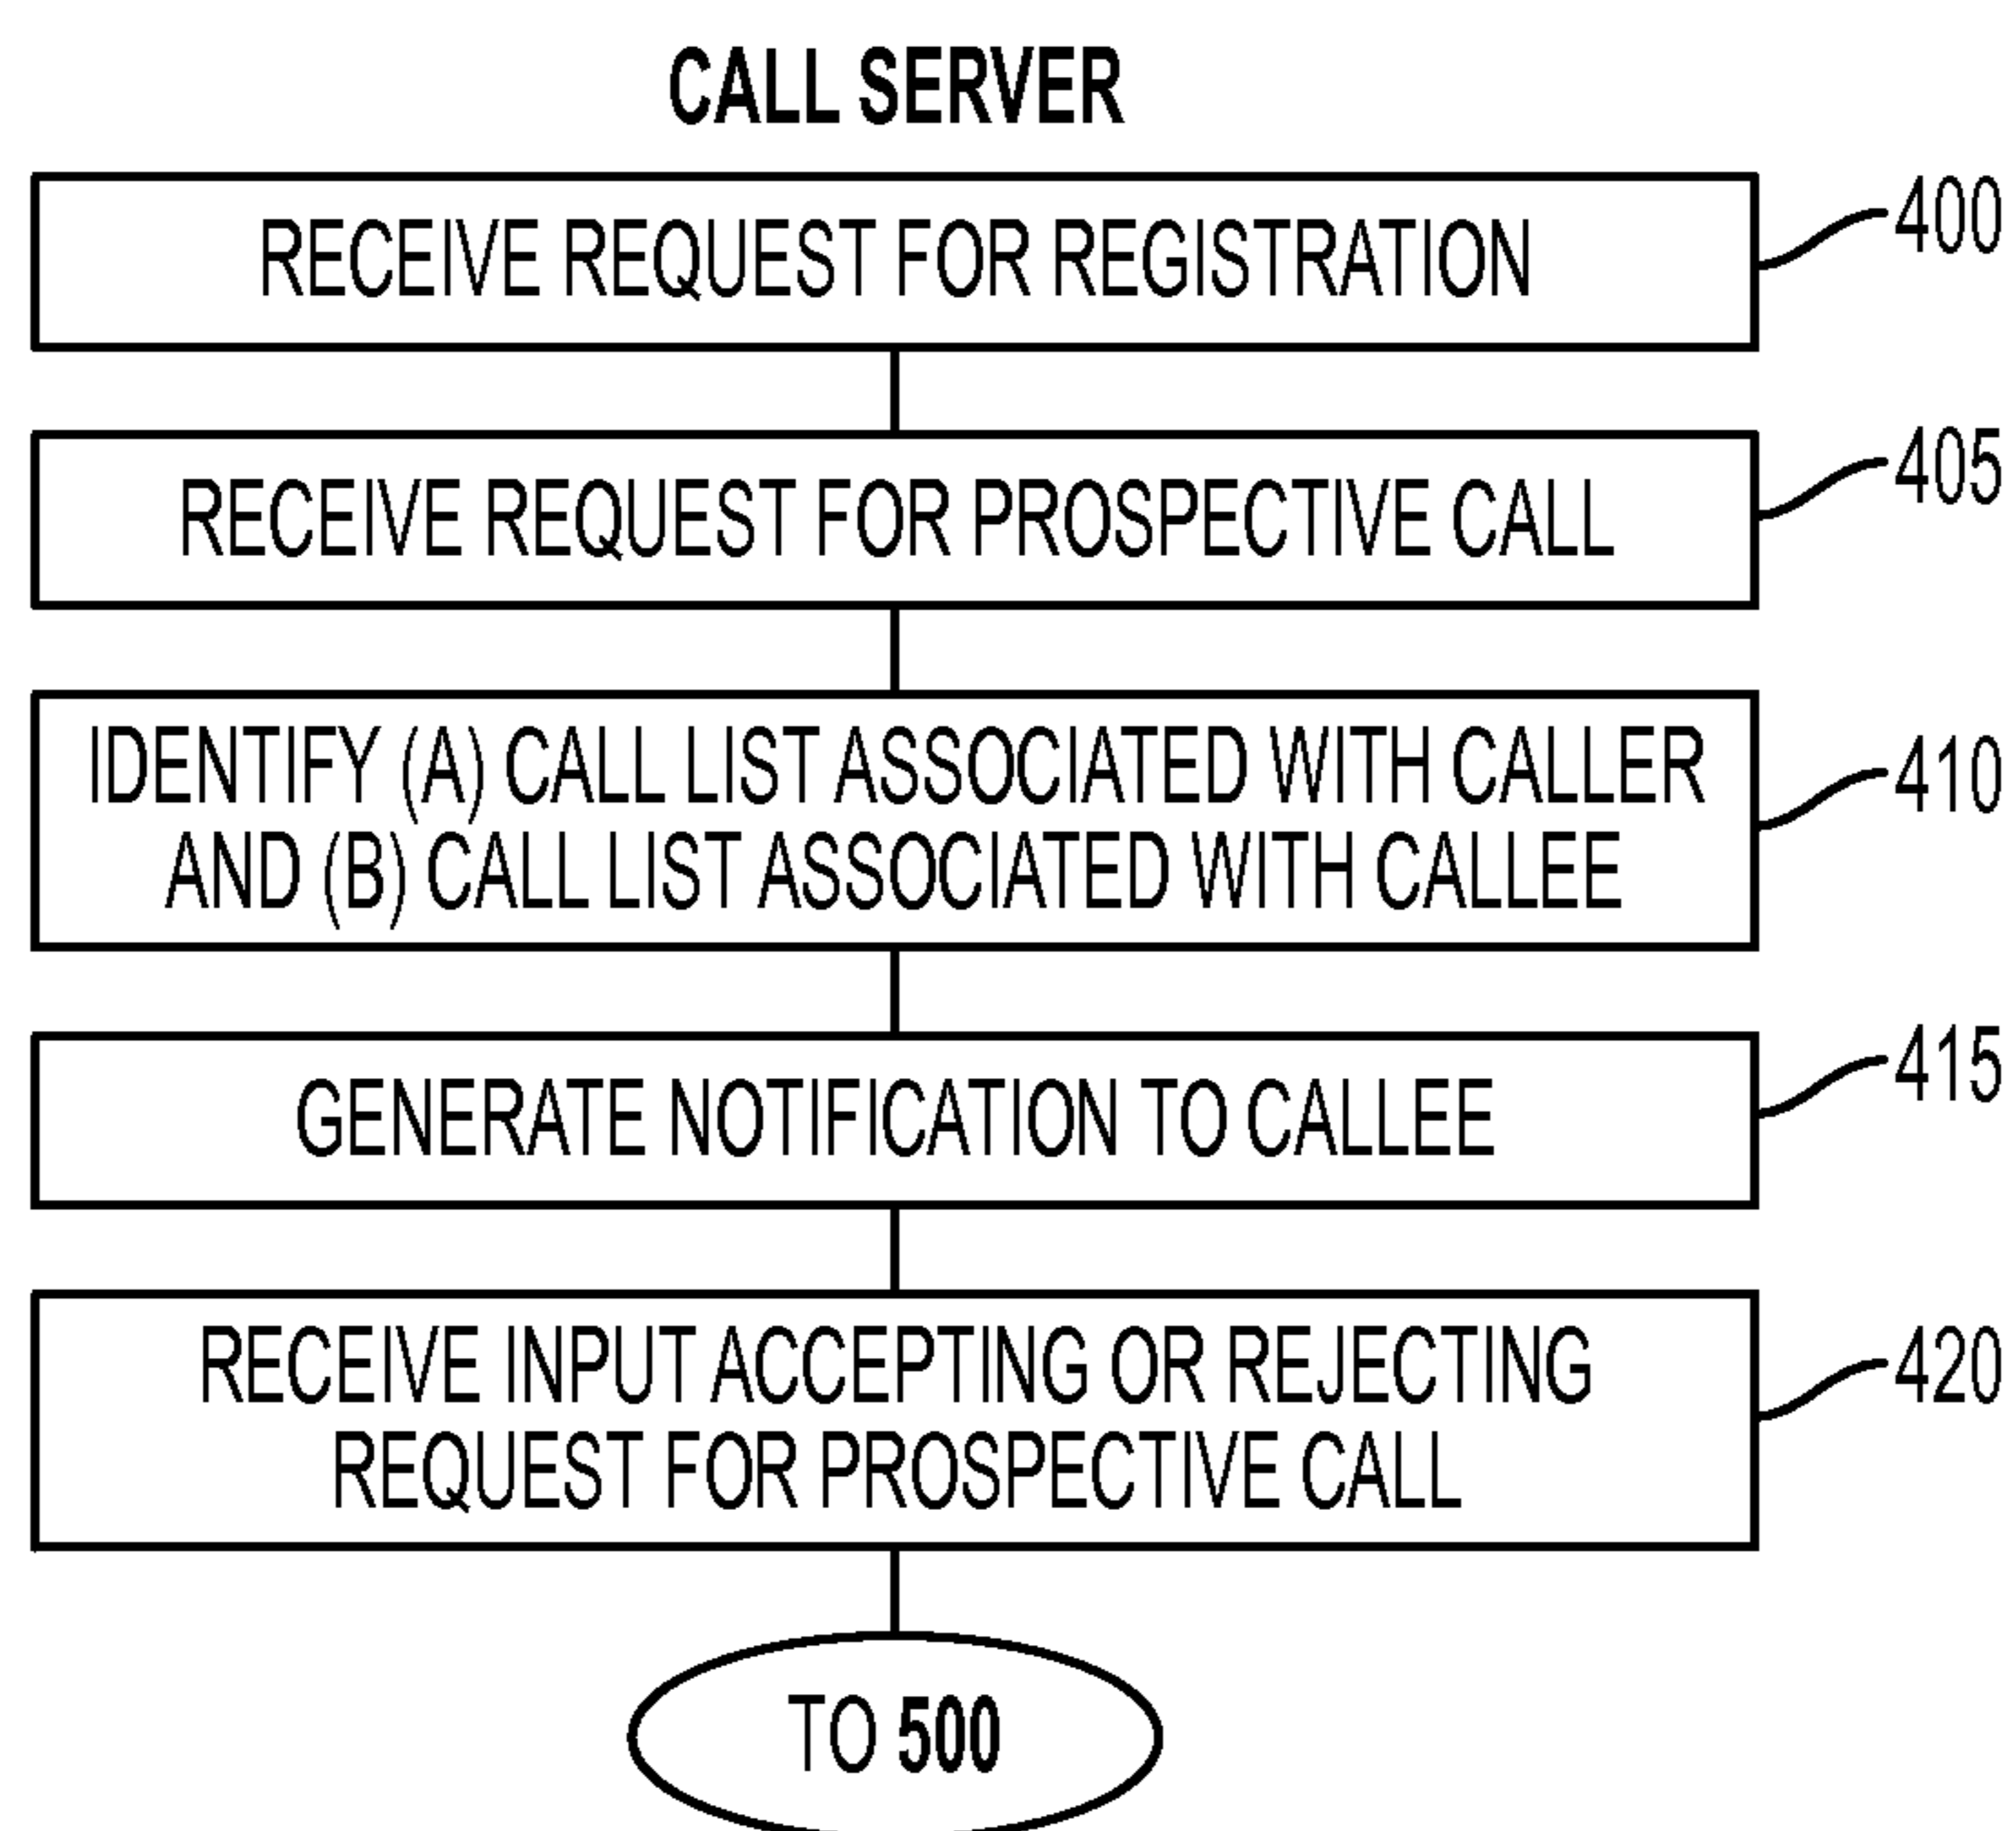 CALL SERVER
RECEIVE REQUEST FOR REGISTRATION
400
RECEIVE REQUEST FOR PROSPECTIVE CALL
405
IDENTIFY (A) CALL LIST ASSOCIATED WITH CALLER
AND (B) CALL LIST ASSOCIATED WITH CALLEE
410
GENERATE NOTIFICATION TO CALLEE
415
RECEIVE INPUT ACCEPTING OR REJECTING
REQUEST FOR PROSPECTIVE CALL
420
TO 500